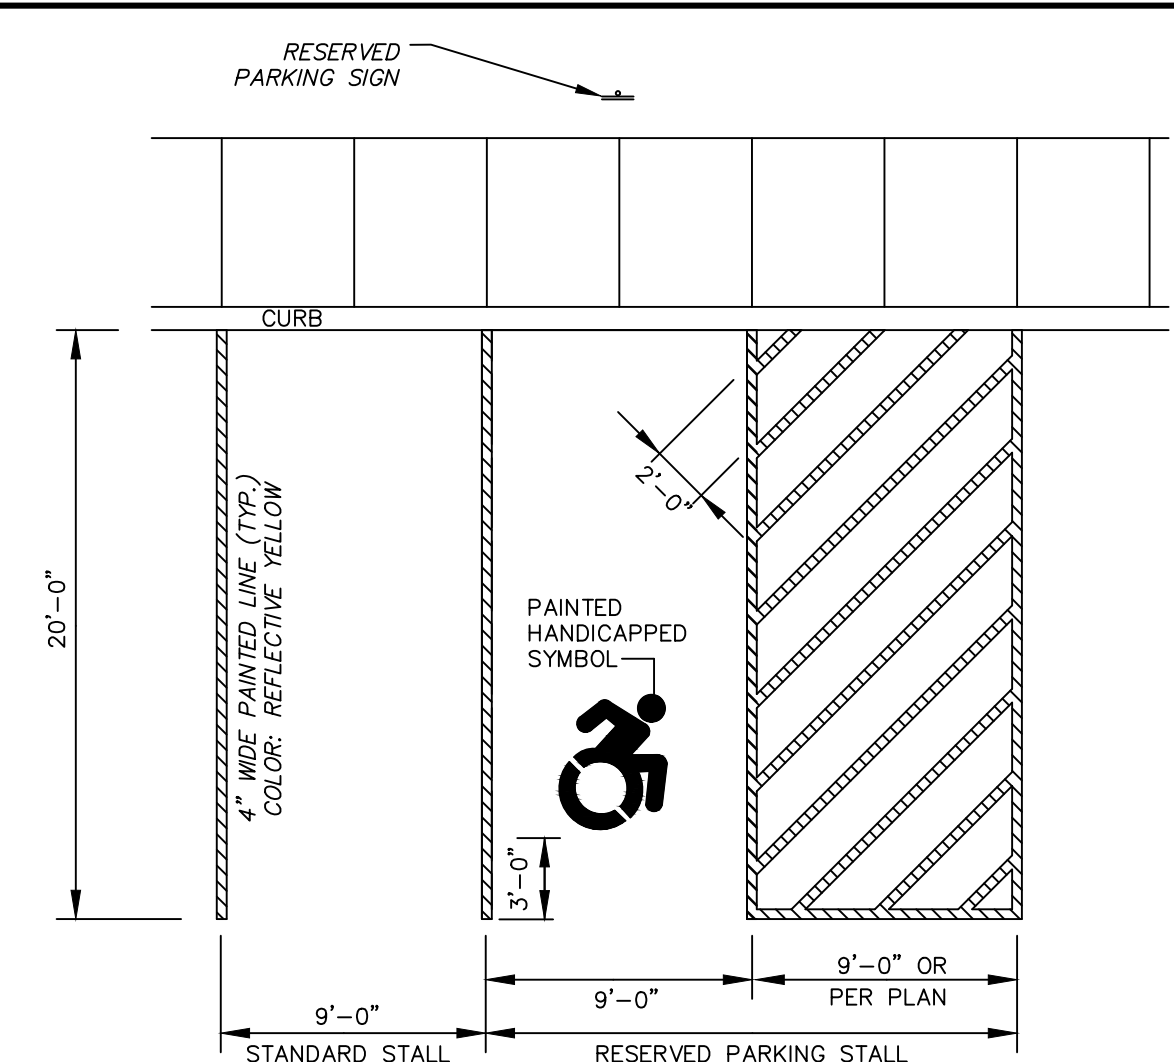 RESERVED
PARKING SIGN
CURB
20'-0"
4" WIDE PAINTED LINE (TYP.)
COLOR: REFLECTIVE YELLOW
2'-0"
PAINTED
HANDICAPPED
SYMBOL
3'-0"
9'-0" OR
PER PLAN
9'-0"
9'-0"
STANDARD STALL
RESERVED PARKING STALL